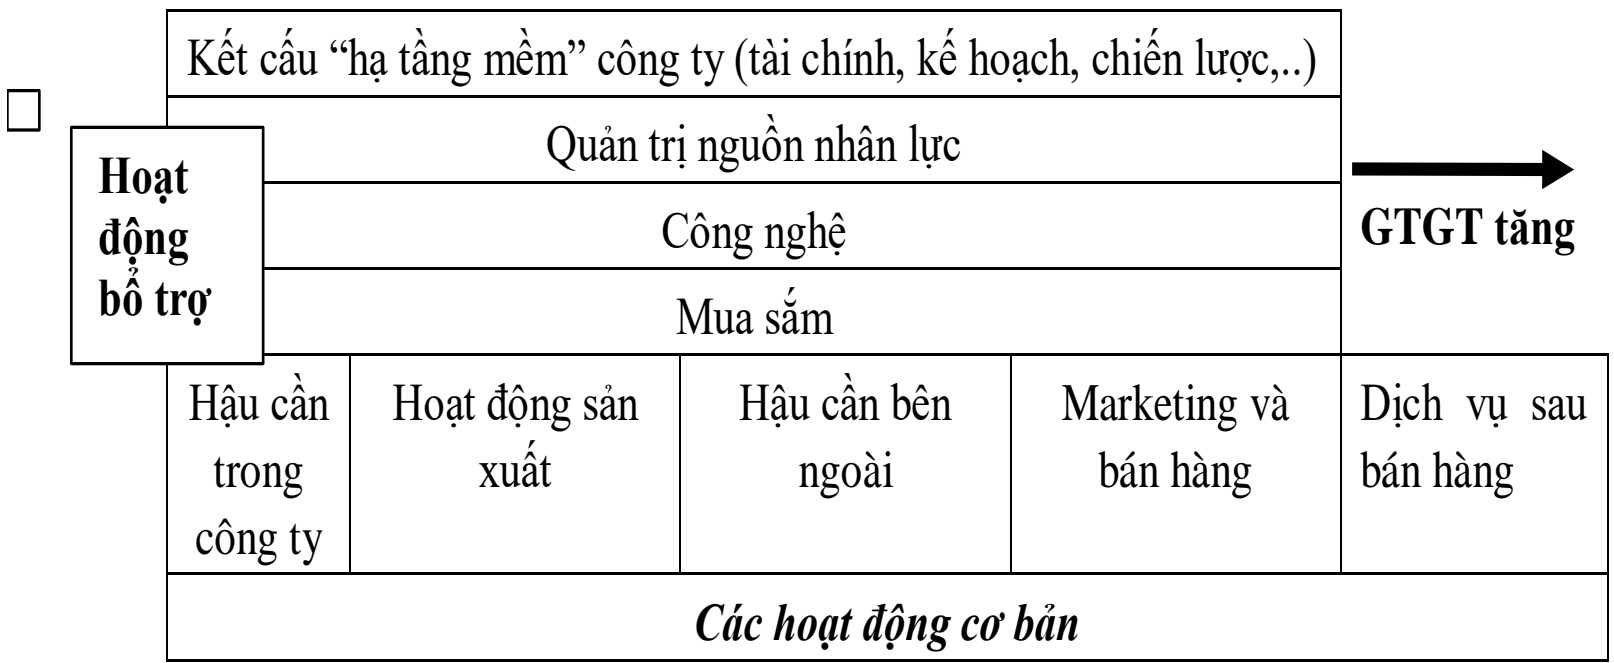 Kết cấu “hạ tầng mềm” công ty (tài chính, kế hoạch, chiến lược,..)
Quản trị nguồn nhân lực
Hoạt
động
bổ trợ
Công nghệ
GTGT tăng
Mua sắm
Hậu cần
trong
công ty
Hoạt động sản
xuất
Hậu cần bên
ngoài
Marketing và
bán hàng
Dịch vụ sau
bán hàng
Các hoạt động cơ bản